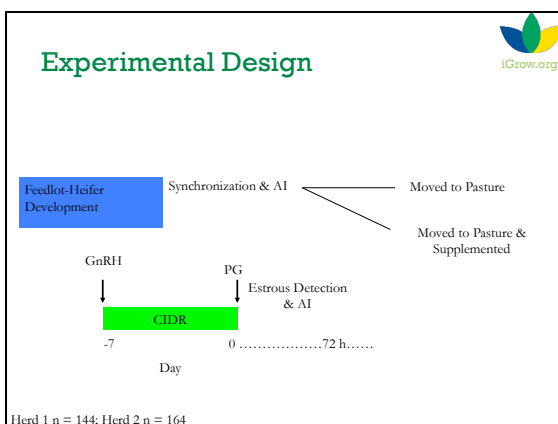 Experimental Design
iGrow.org
Feedlot-Heifer
Development
Synchronization & AI
Moved to Pasture
Moved to Pasture &
Supplemented
GnRH
PG
Estrous Detection
& AI
CIDR
-7
0 ………………72 h……
Day
Herd 1 n = 144; Herd 2 n = 164